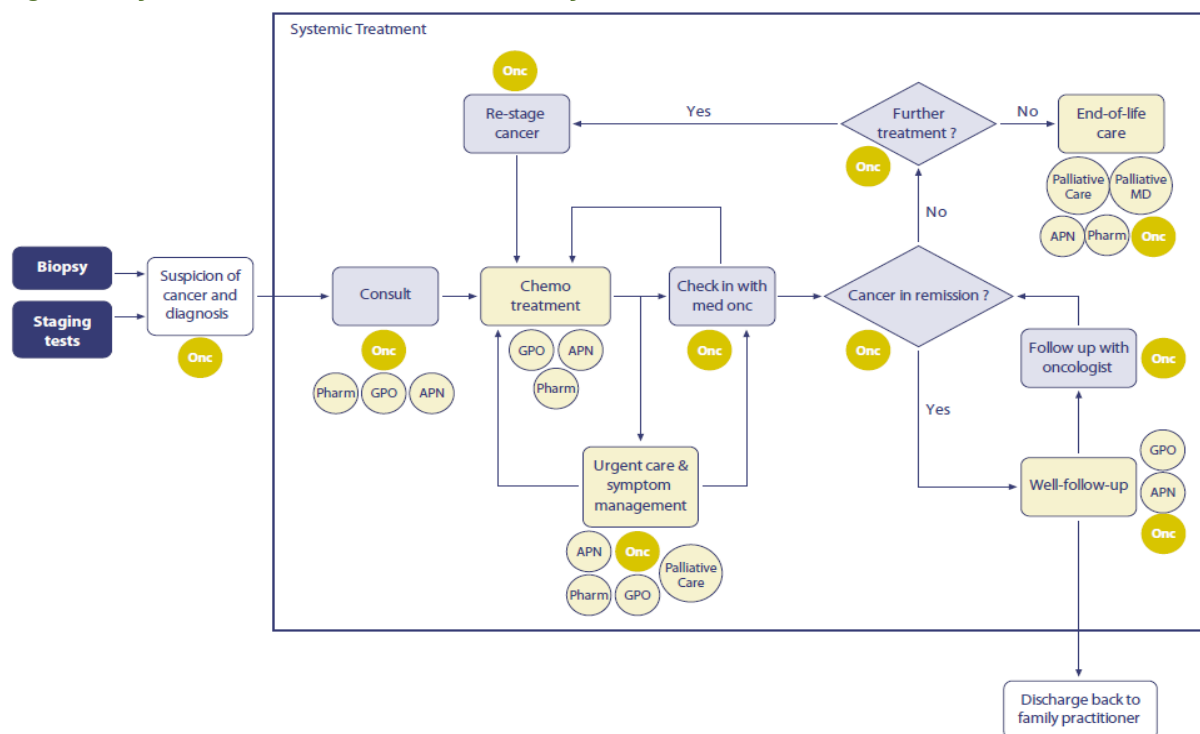 Systemic Treatment
Onc
Re-stage
cancer
Yes
Further
treatment ?
Onc
No
End-of-life
care
Palliative
Care
Palliative
MD
APN
Pharm
Onc
No
Biopsy
Staging
tests
Suspicion of
cancer and
diagnosis
Onc
Consult
Onc
Pharm
GPO
APN
Chemo
treatment
GPO
APN
Pharm
Check in with
med onc
Onc
Cancer in remission ?
Onc
Yes
Follow up with
oncologist
Onc
Urgent care &
symptom
management
APN
Onc
Palliative
Care
Pharm
GPO
Well-follow-up
GPO
APN
Onc
Discharge back to
family practitioner